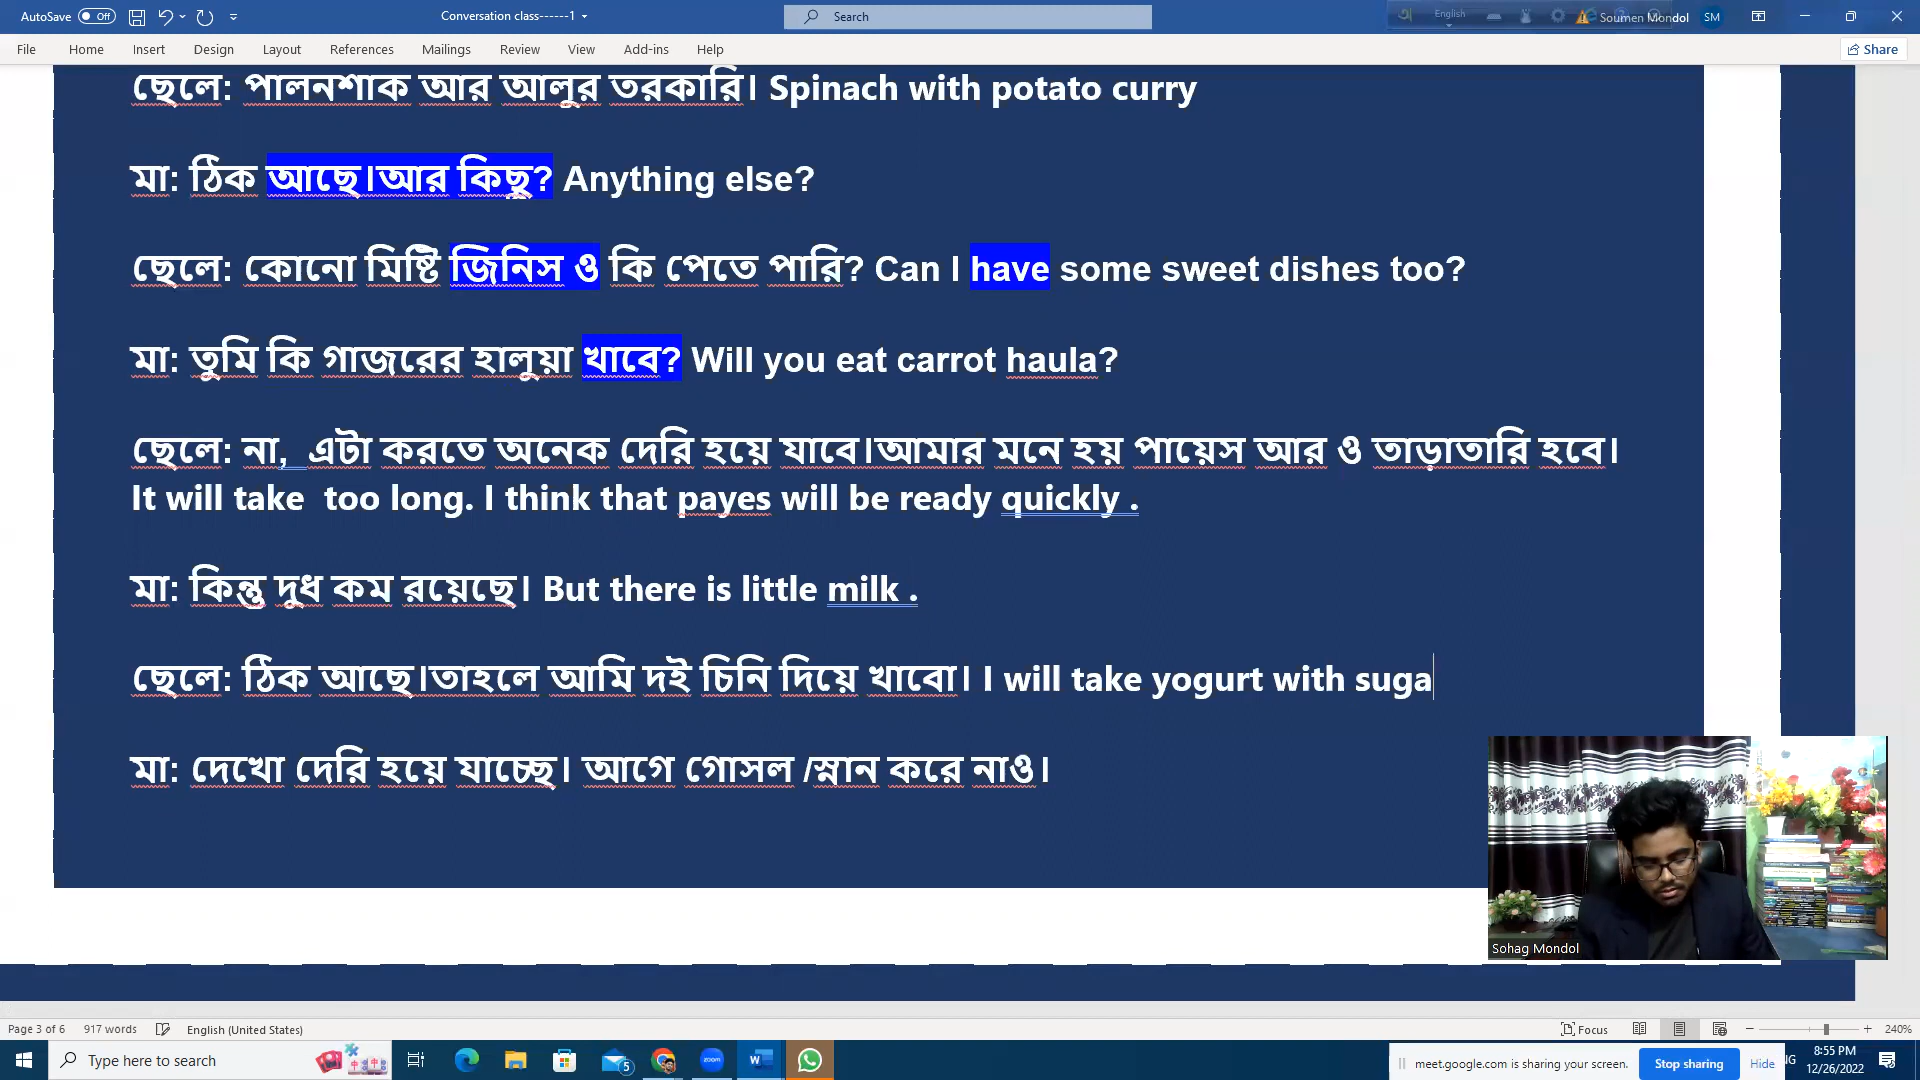 AutoSave Off Conversation class------1 Search English Soumen Mondol SM
File Home Insert Design Layout References Mailings Review View Add-ins Help Share
ছেলে: পালনশাক আর আলুর তরকারি। Spinach with potato curry
মা: ঠিক আছে।আর কিছু? Anything else?
ছেলে: কোনো মিষ্টি জিনিস ও কি পেতে পারি? Can I have some sweet dishes too?
মা: তুমি কি গাজরের হালুয়া খাবে? Will you eat carrot haula?
ছেলে: না, এটা করতে অনেক দেরি হয়ে যাবে।আমার মনে হয় পায়েস আর ও তাড়াতারি হবে।
It will take too long. I think that payes will be ready quickly .
মা: কিন্তু দুধ কম রয়েছে। But there is little milk .
ছেলে: ঠিক আছে।তাহলে আমি দই চিনি দিয়ে খাবো। I will take yogurt with suga
মা: দেখো দেরি হয়ে যাচ্ছে। আগে গোসল /স্নান করে নাও।
Sohag Mondol
Page 3 of 6 917 words English (United States) Focus 240%
Type here to search 5 zoom W meet.google.com is sharing your screen. Stop sharing Hide NG 8:55 PM
12/26/2022